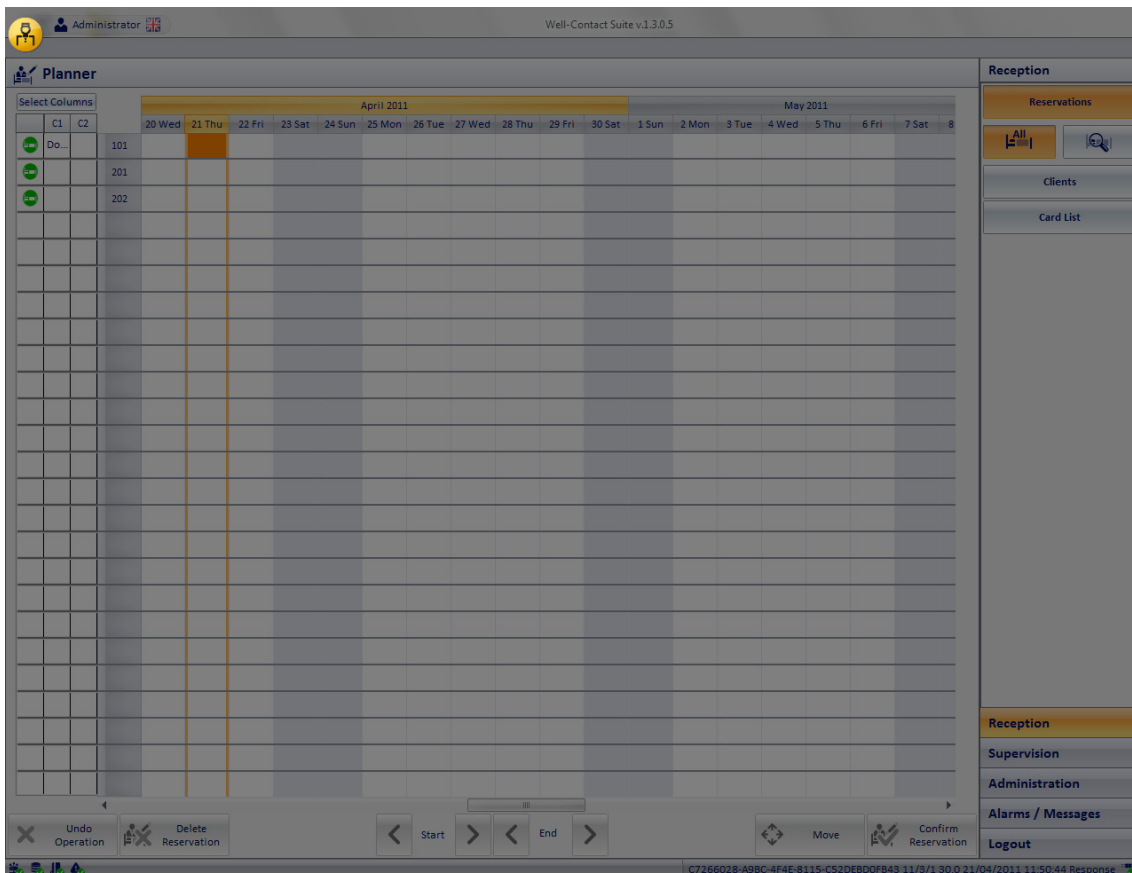 Administrator
Well-Contact Suite v.1.3.0.5
Planner
Reception
Select Columns
April 2011
May 2011
Reservations
C1 C2
20 Wed 21 Thu 22 Fri 23 Sat 24 Sun 25 Mon 26 Tue 27 Wed 28 Thu 29 Fri 30 Sat 1 Sun 2 Mon 3 Tue 4 Wed 5 Thu 6 Fri 7 Sat 8
All
Do... 101
201
202
Clients
Card List
Reception
Supervision
Administration
Alarms / Messages
Logout
Undo Operation
Delete Reservation
Start
End
Move
Confirm Reservation
C7266028-A98C-4F4E-8115-C52DEBD0FB43 11/3/1 30.0 21/04/2011 11:50:44 Response